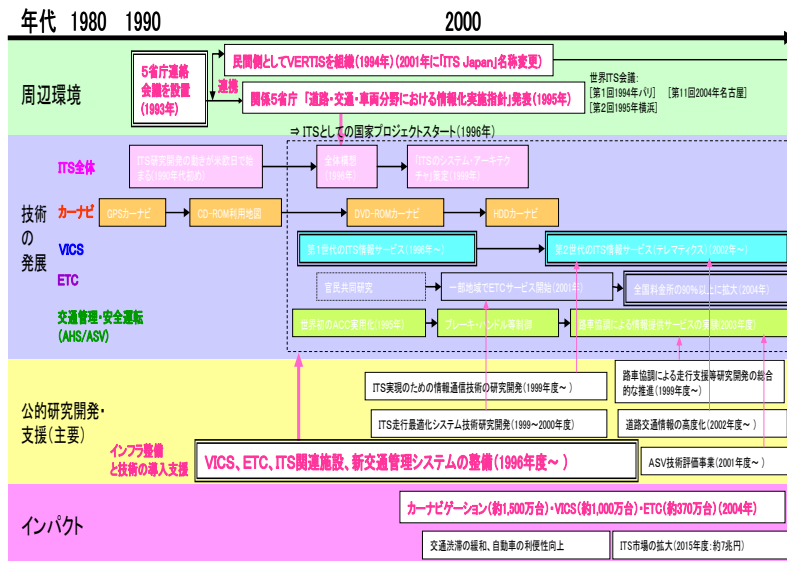 年代 1980 1990 2000
周辺環境
5省庁連絡
会議を設置
(1993年)
連携
民間側としてVERTISを組織(1994年)(2001年に「ITS Japan」名称変更)
関係5省庁 「道路・交通・車両分野における情報化実施指針」発表(1995年)
世界ITS会議:
[第1回1994年パリ] [第11回2004年名古屋]
[第2回1995年横浜]
⇒ ITSとしての国家プロジェクトスタート(1996年)
技術
の
発展
ITS全体
ITS研究開発の動きが米欧日で始
まる(1990年代初め)
全体構想
(1996年)
「ITSのシステム・アーキテク
チャ」策定(1999年)
カーナビ
GPSカーナビ
CD-ROM利用地図
DVD-ROMカーナビ
HDDカーナビ
VICS
第1世代のITS情報サービス(1996年~)
第2世代のITS情報サービス(テレマティクス)(2002年~)
ETC
官民共同研究
一部地域でETCサービス開始(2001年)
全国料金所の90%以上に拡大(2004年)
交通管理・安全運転
(AHS/ASV)
世界初のACC実用化(1995年)
ブレーキ・ハンドル等制御
路車協調による情報提供サービスの実験(2003年度)
公的研究開発・
支援(主要)
ITS実現のための情報通信技術の研究開発(1999年度~ )
路車協調による走行支援等研究開発の総合
的な推進(1999年度~)
ITS走行最適化システム技術研究開発(1999~2000年度)
道路交通情報の高度化(2002年度~ )
インフラ整備
と技術の導入支援
VICS、ETC、ITS関連施設、新交通管理システムの整備(1996年度~ )
ASV技術評価事業(2001年度~ )
インパクト
カーナビゲーション(約1,500万台)・VICS(約1,000万台)・ETC(約370万台)(2004年)
交通渋滞の緩和、自動車の利便性向上
ITS市場の拡大(2015年度:約7兆円)